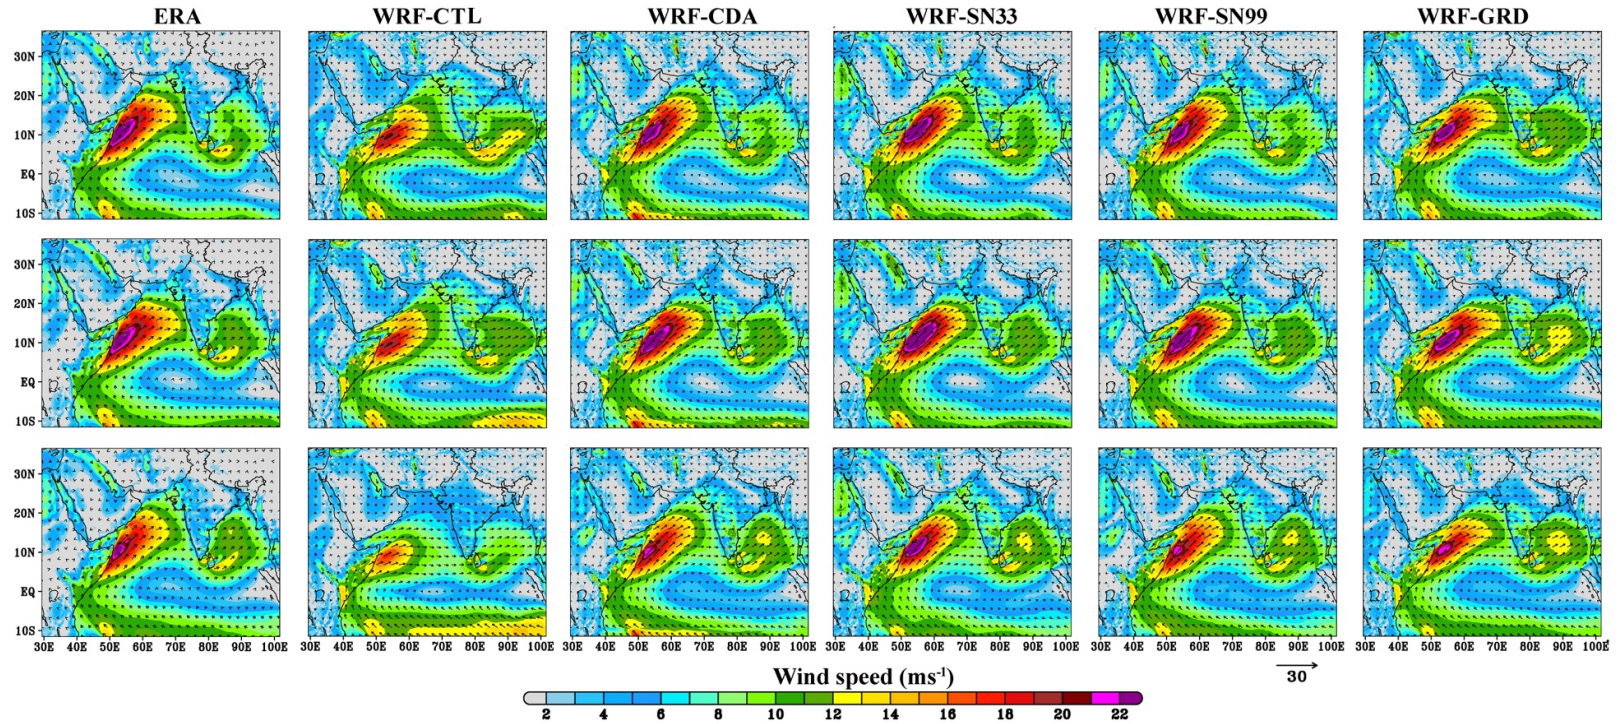 ERA WRF-CTL WRF-CDA WRF-SN33 WRF-SN99 WRF-GRD
30N
20N
10N
EQ
10S
30N
20N
10N
EQ
10S
30N
20N
10N
EQ
10S
30E 40E 50E 60E 70E 80E 90E 100E 30E 40E 50E 60E 70E 80E 90E 100E 30E 40E 50E 60E 70E 80E 90E 100E 30E 40E 50E 60E 70E 80E 90E 100E 30E 40E 50E 60E 70E 80E 90E 100E 30E 40E 50E 60E 70E 80E 90E 100E
Wind speed (ms⁻¹)
30
2 4 6 8 10 12 14 16 18 20 22